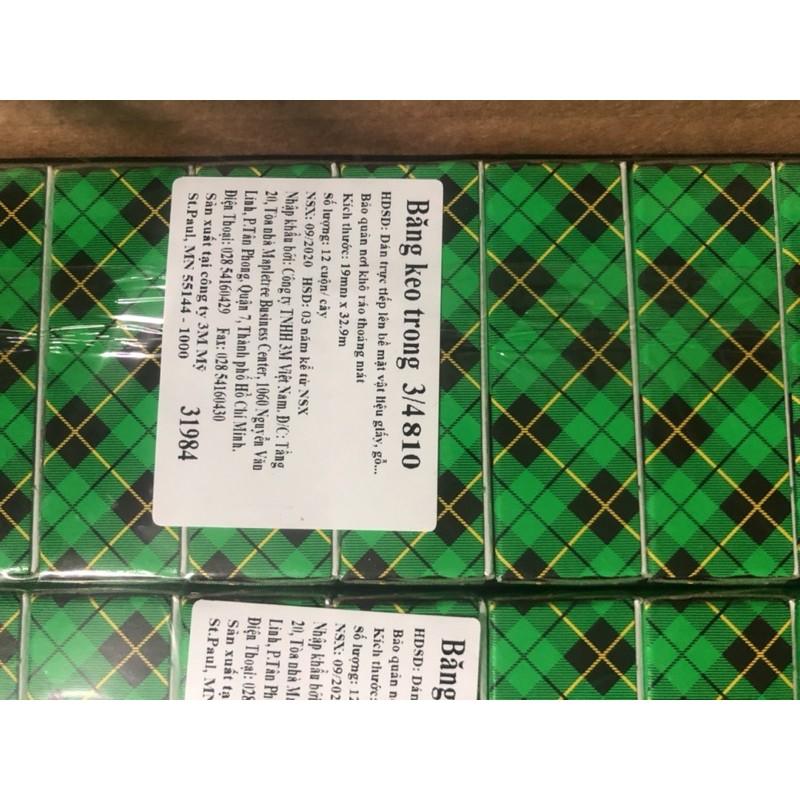 Băng keo trong 3/4 810
HDSD: Dán trực tiếp lên bề mặt vật liệu giấy, gỗ...
Bảo quản nơi khô ráo thoáng mát
Kích thước: 19mm x 32.9m
Số lượng: 12 cuộn/ cây
NSX: 09/2020 HSD: 03 năm kể từ NSX
Nhập khẩu bởi: Công ty TNHH 3M Việt Nam. Đ/C: Tầng
20, Tòa nhà Mapletree Business Center, 1060 Nguyễn Văn
Linh, P.Tân Phong, Quận 7, Thành phố Hồ Chí Minh.
Điện Thoại: 028 54160429 Fax: 028 54160430
Sản xuất tại công ty 3M Mỹ
St.Paul, MN 55144 - 1000 31984
Băng
HDSD: Dán
Bảo quản nơ
Kích thước:
Số lượng: 12
NSX: 09/202
Nhập khẩu bởi
20, Tòa nhà M
Linh, P.Tân Ph
Điện Thoại: 028
Sản xuất tạ
St.Paul, MN